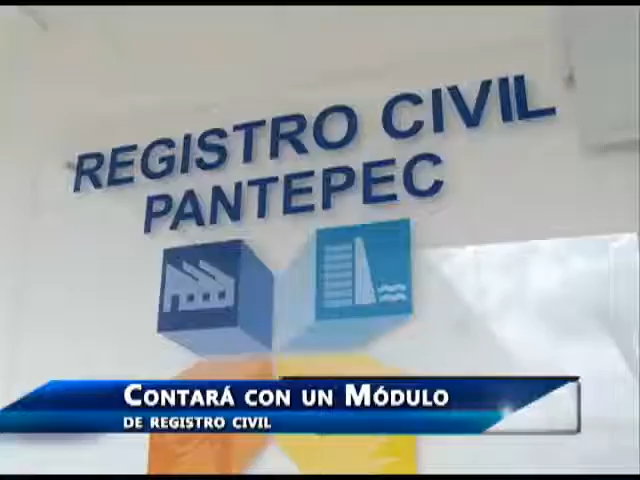 REGISTRO CIVIL
PANTEPEC
CONTARÁ CON UN MÓDULO
DE REGISTRO CIVIL